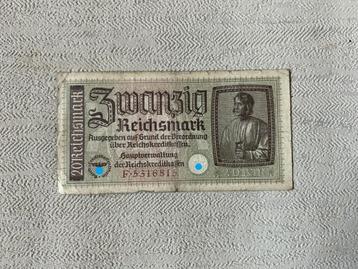 20 Reichsmark
Zwanzig
Reichsmark
Ausgegeben auf Grund der Verordnung
über Reichskreditkassen.
Hauptverwaltung
der Reichskreditkassen
F·5316815